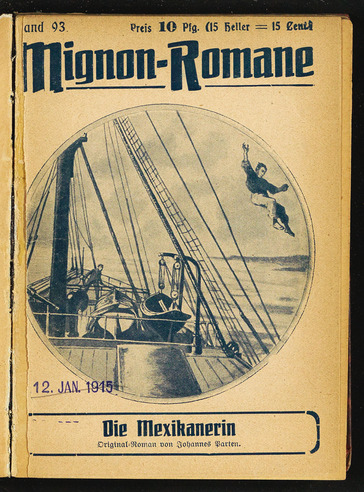 and 93.
Preis 10 Pfg. (15 Heller = 15 Cent)
Mignon-Romane
12. JAN. 1915
Die Mexikanerin
Original-Roman von Johannes Parten.